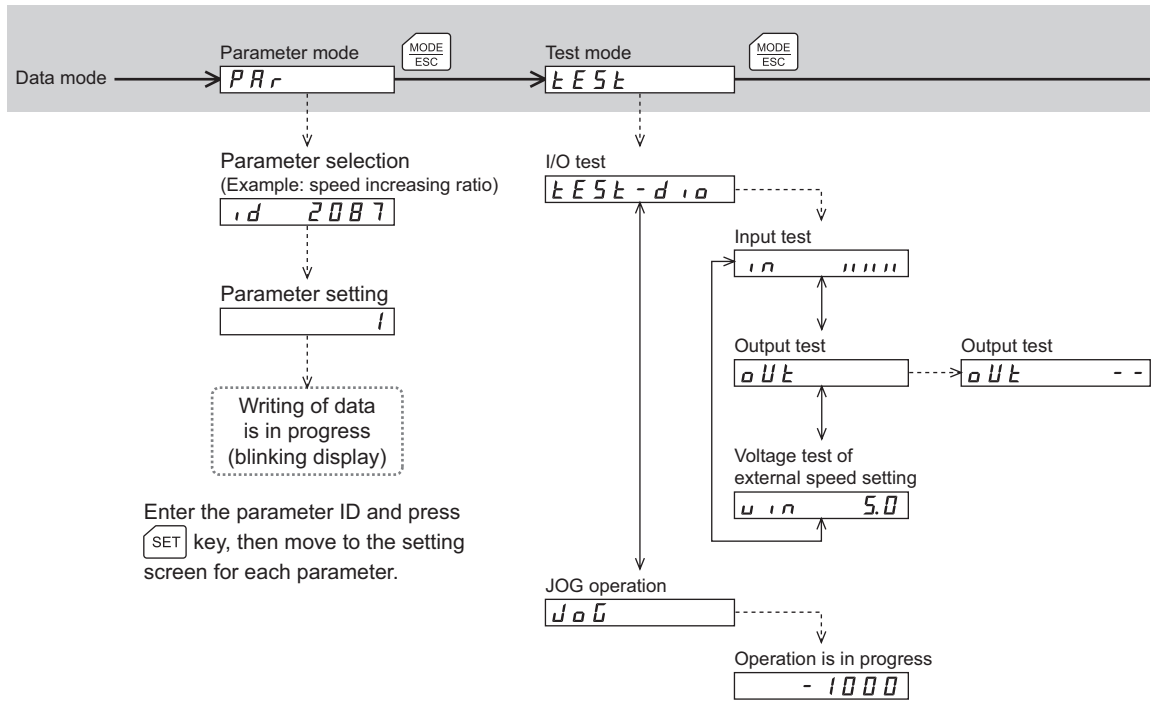 Parameter mode
MODE
ESC
Test mode
MODE
ESC
Data mode
PAr
tESt
Parameter selection
(Example: speed increasing ratio)
id 2087
Parameter setting
1
Writing of data
is in progress
(blinking display)
Enter the parameter ID and press
SET key, then move to the setting
screen for each parameter.
I/O test
tESt-dio
Input test
in ııııı
Output test
oUt
Output test
oUt --
Voltage test of
external speed setting
uin 5.0
JOG operation
JoG
Operation is in progress
-1000